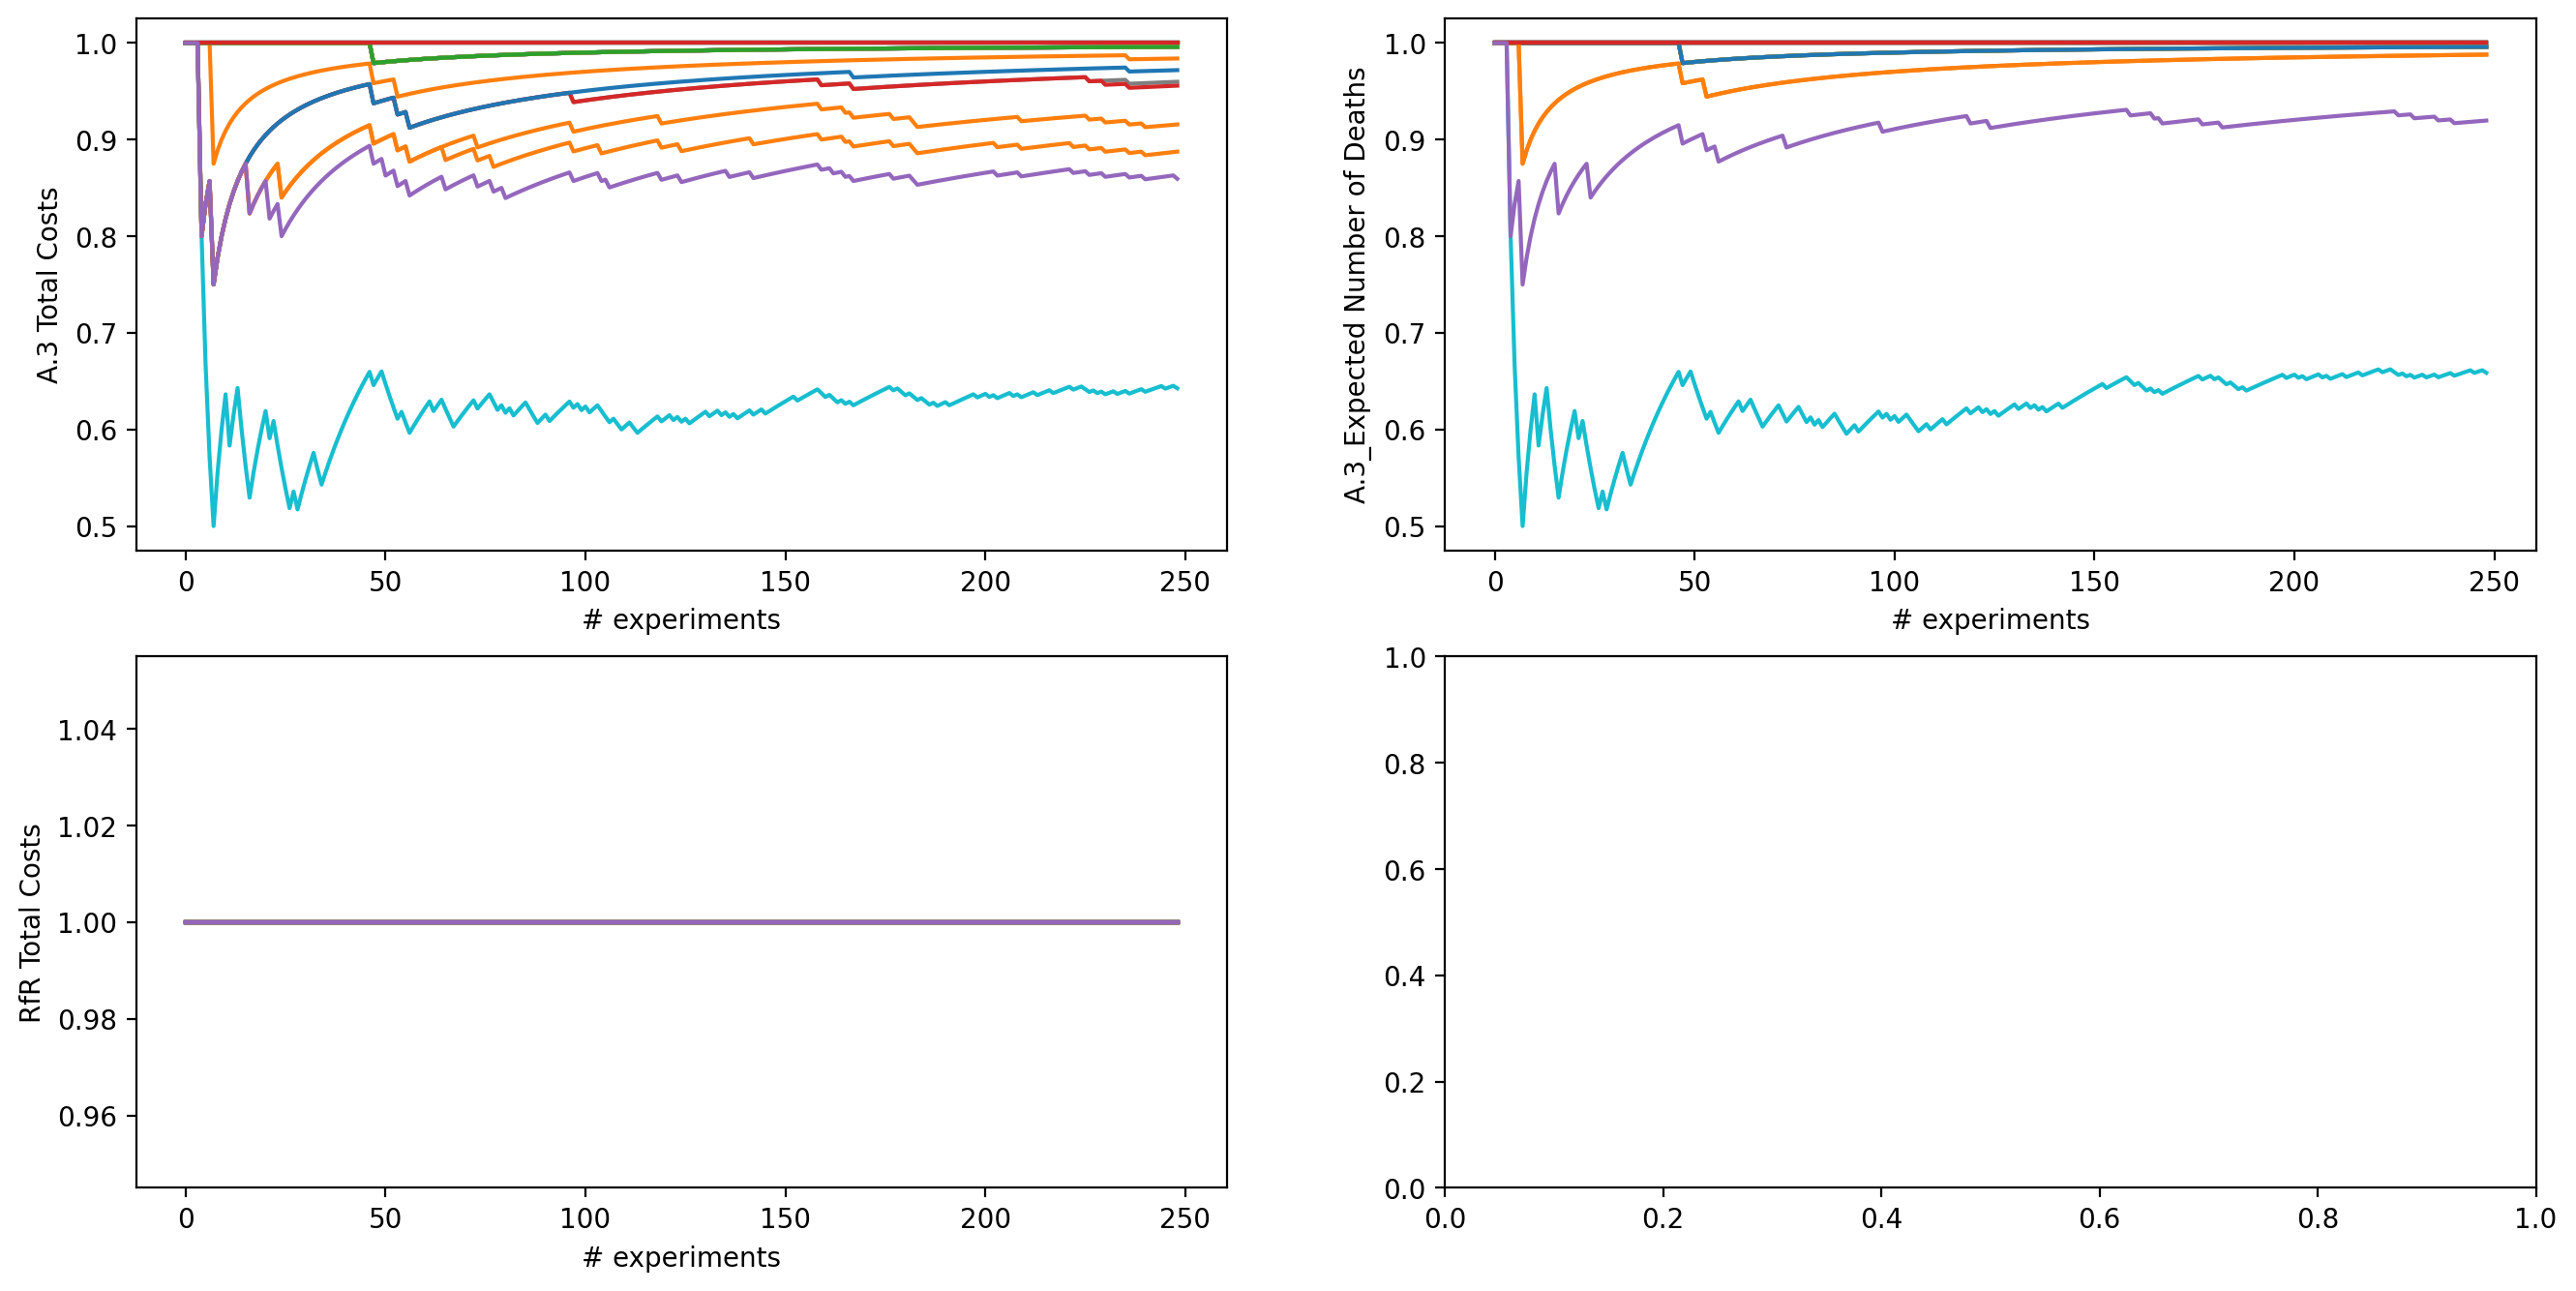 A.3 Total Costs
1.0
0.9
0.8
0.7
0.6
0.5
0 50 100 150 200 250
# experiments
A.3_Expected Number of Deaths
1.0
0.9
0.8
0.7
0.6
0.5
0 50 100 150 200 250
# experiments
RfR Total Costs
1.04
1.02
1.00
0.98
0.96
0 50 100 150 200 250
# experiments
1.0
0.8
0.6
0.4
0.2
0.0
0.0 0.2 0.4 0.6 0.8 1.0